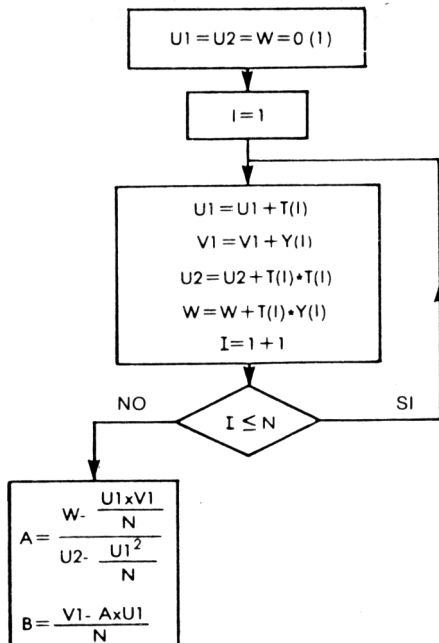 U1=U2=W=0 (1)
I=1
U1=U1+T(I)
V1=V1+Y(I)
U2=U2+T(I)*T(I)
W=W+T(I)*Y(I)
I=1+1
NO
I ≤ N
SI
A= W- U1xV1/N / U2- U1²/N
B= V1- AxU1/N